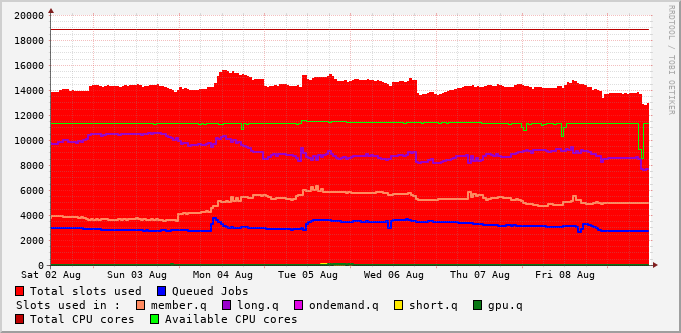 20000
18000
16000
14000
12000
10000
8000
6000
4000
2000
0
Sat 02 Aug Sun 03 Aug Mon 04 Aug Tue 05 Aug Wed 06 Aug Thu 07 Aug Fri 08 Aug
Total slots used Queued Jobs
Slots used in : member.q long.q ondemand.q short.q gpu.q
Total CPU cores Available CPU cores
RRDTOOL / TOBI OETIKER